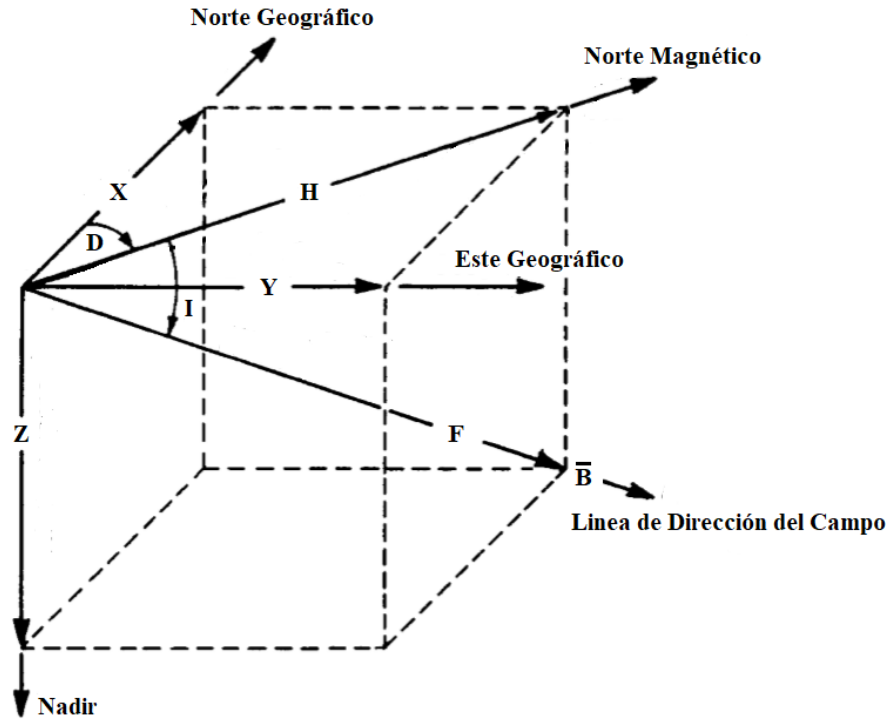 Norte Geográfico
Norte Magnético
X
H
D
Este Geográfico
Y
I
Z
F
B̅
Linea de Dirección del Campo
Nadir